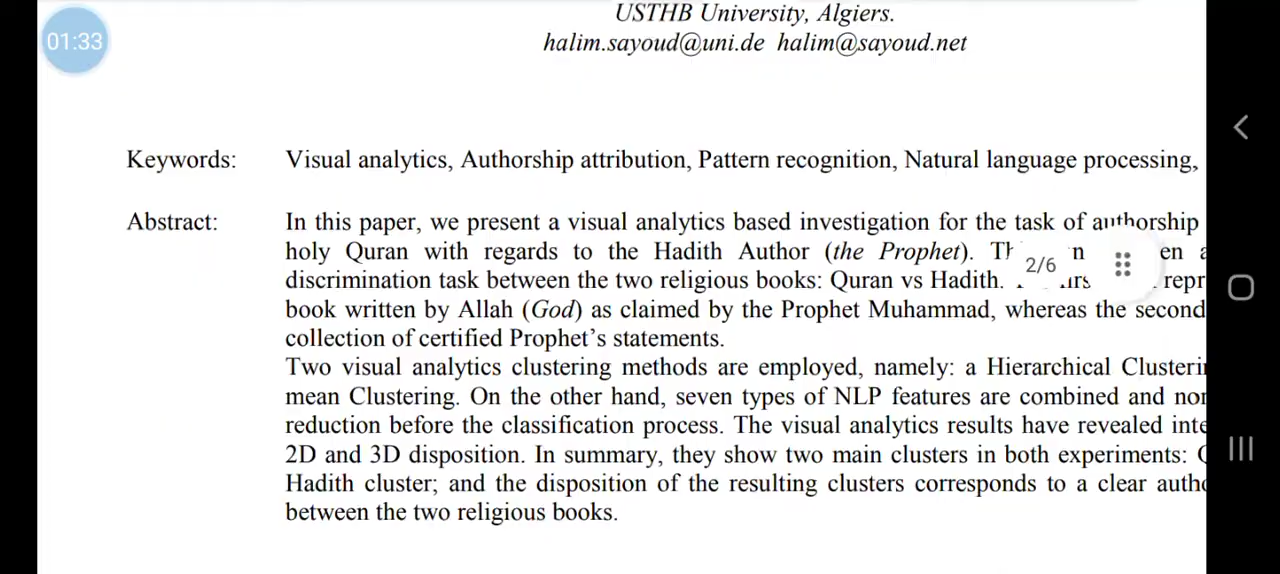 USTHB University, Algiers.
01:33
halim.sayoud@uni.de halim@sayoud.net
Keywords: Visual analytics, Authorship attribution, Pattern recognition, Natural language processing,
Abstract: In this paper, we present a visual analytics based investigation for the task of authorship
holy Quran with regards to the Hadith Author (the Prophet).
2/6
discrimination task between the two religious books: Quran vs Hadith.
book written by Allah (God) as claimed by the Prophet Muhammad, whereas the second
collection of certified Prophet's statements.
Two visual analytics clustering methods are employed, namely: a Hierarchical
mean Clustering. On the other hand, seven types of NLP features are combined and
reduction before the classification process. The visual analytics results have revealed
2D and 3D disposition. In summary, they show two main clusters in both experiments:
Hadith cluster; and the disposition of the resulting clusters corresponds to a clear
between the two religious books.